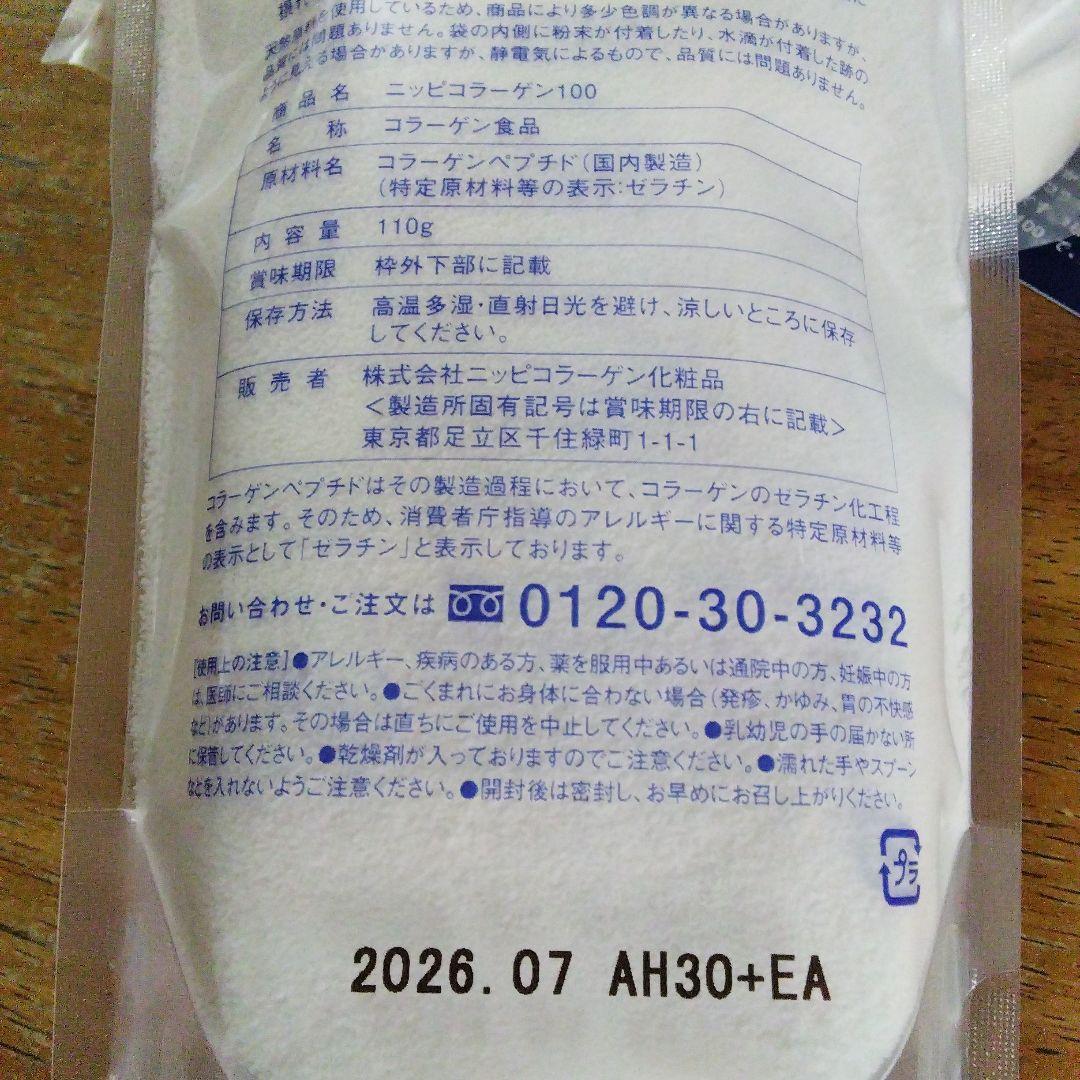 使用しているため、商品により多少色調が異なる場合がありますが、
品質には問題ありません。袋の内側に粉末が付着したり、水滴が付着した跡の
ように見える場合がありますが、静電気によるもので、品質には問題ありません。
商品名 ニッピコラーゲン100
名称 コラーゲン食品
原材料名 コラーゲンペプチド(国内製造)
(特定原材料等の表示:ゼラチン)
内容量 110g
賞味期限 枠外下部に記載
保存方法 高温多湿・直射日光を避け、涼しいところに保存
してください。
販売者 株式会社ニッピコラーゲン化粧品
<製造所固有記号は賞味期限の右に記載>
東京都足立区千住緑町1-1-1
コラーゲンペプチドはその製造過程において、コラーゲンのゼラチン化工程
を含みます。そのため、消費者庁指導のアレルギーに関する特定原材料等
の表示として「ゼラチン」と表示しております。
お問い合わせ・ご注文は 0120-30-3232
[使用上の注意]●アレルギー、疾病のある方、薬を服用中あるいは通院中の方、妊娠中の方
は、医師にご相談ください。●ごくまれにお身体に合わない場合(発疹、かゆみ、胃の不快感
など)があります。その場合は直ちにご使用を中止してください。●乳幼児の手の届かない所
に保管してください。●乾燥剤が入っておりますのでご注意ください。●濡れた手やスプーン
などを入れないようご注意ください。●開封後は密封し、お早めにお召し上がりください。
プラ
2026.07 AH30+EA